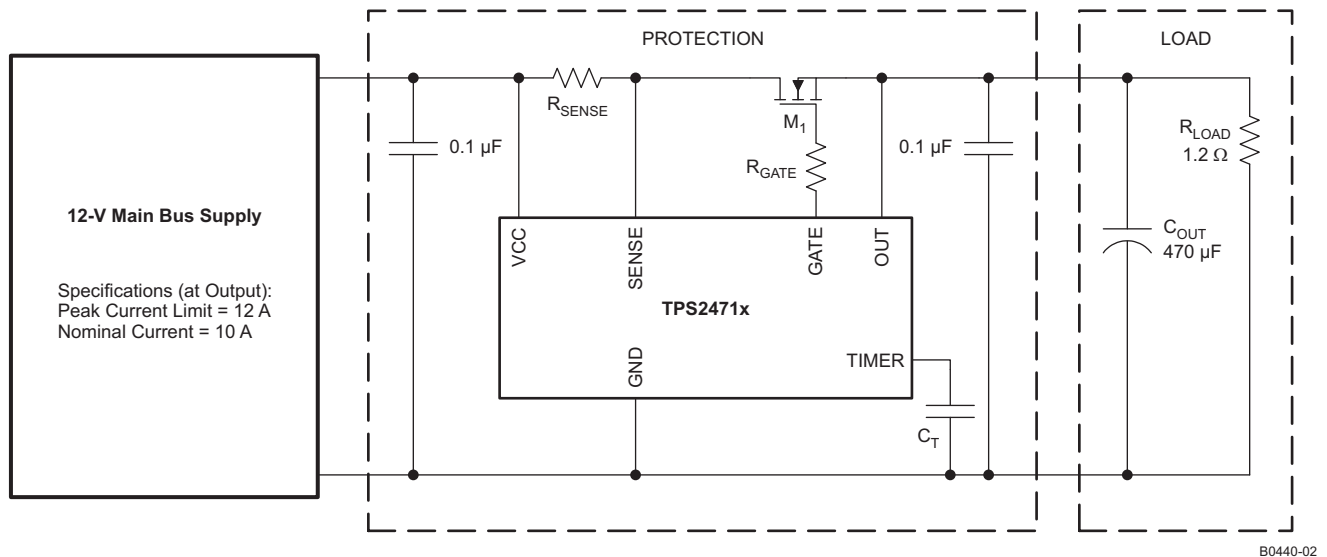 PROTECTION
LOAD
R_SENSE
M_1
R_GATE
0.1 µF
0.1 µF
R_LOAD
1.2 Ω
C_OUT
470 µF
12-V Main Bus Supply
Specifications (at Output):
Peak Current Limit = 12 A
Nominal Current = 10 A
VCC
SENSE
GATE
OUT
TPS2471x
GND
TIMER
C_T
B0440-02